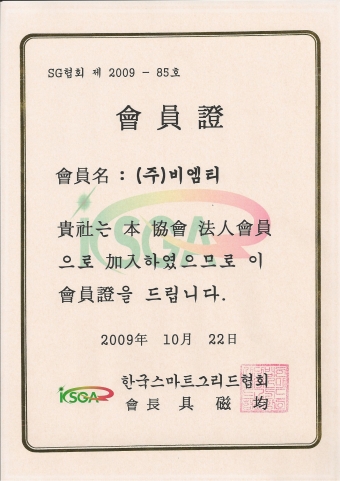 SG협회 제 2009 - 85호
會員證
會員名 : (주)비엠티
KSGA
貴社는 本 協會 法人會員
으로 加入하였으므로 이
會員證을 드립니다.
2009年 10月 22日
KSGA 한국스마트그리드협회
會長 具滋均